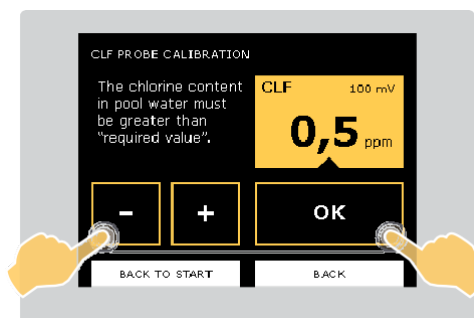 CLF PROBE CALIBRATION
The chlorine content
in pool water must
be greater than
"required value".
CLF 100 mV
0,5 ppm
- + OK
BACK TO START BACK